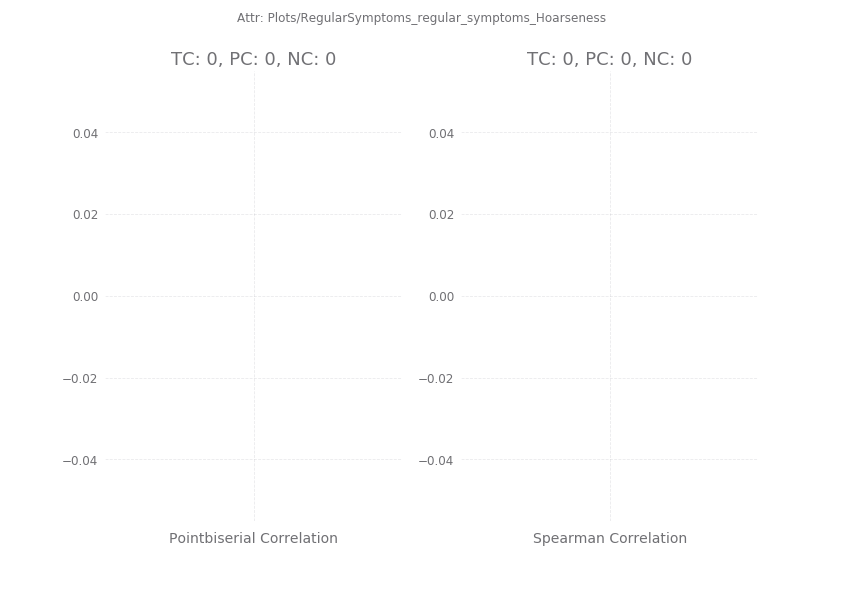 Attr: Plots/RegularSymptoms_regular_symptoms_Hoarseness
TC: 0, PC: 0, NC: 0
0.04
0.02
0.00
−0.02
−0.04
Pointbiserial Correlation
TC: 0, PC: 0, NC: 0
0.04
0.02
0.00
−0.02
−0.04
Spearman Correlation